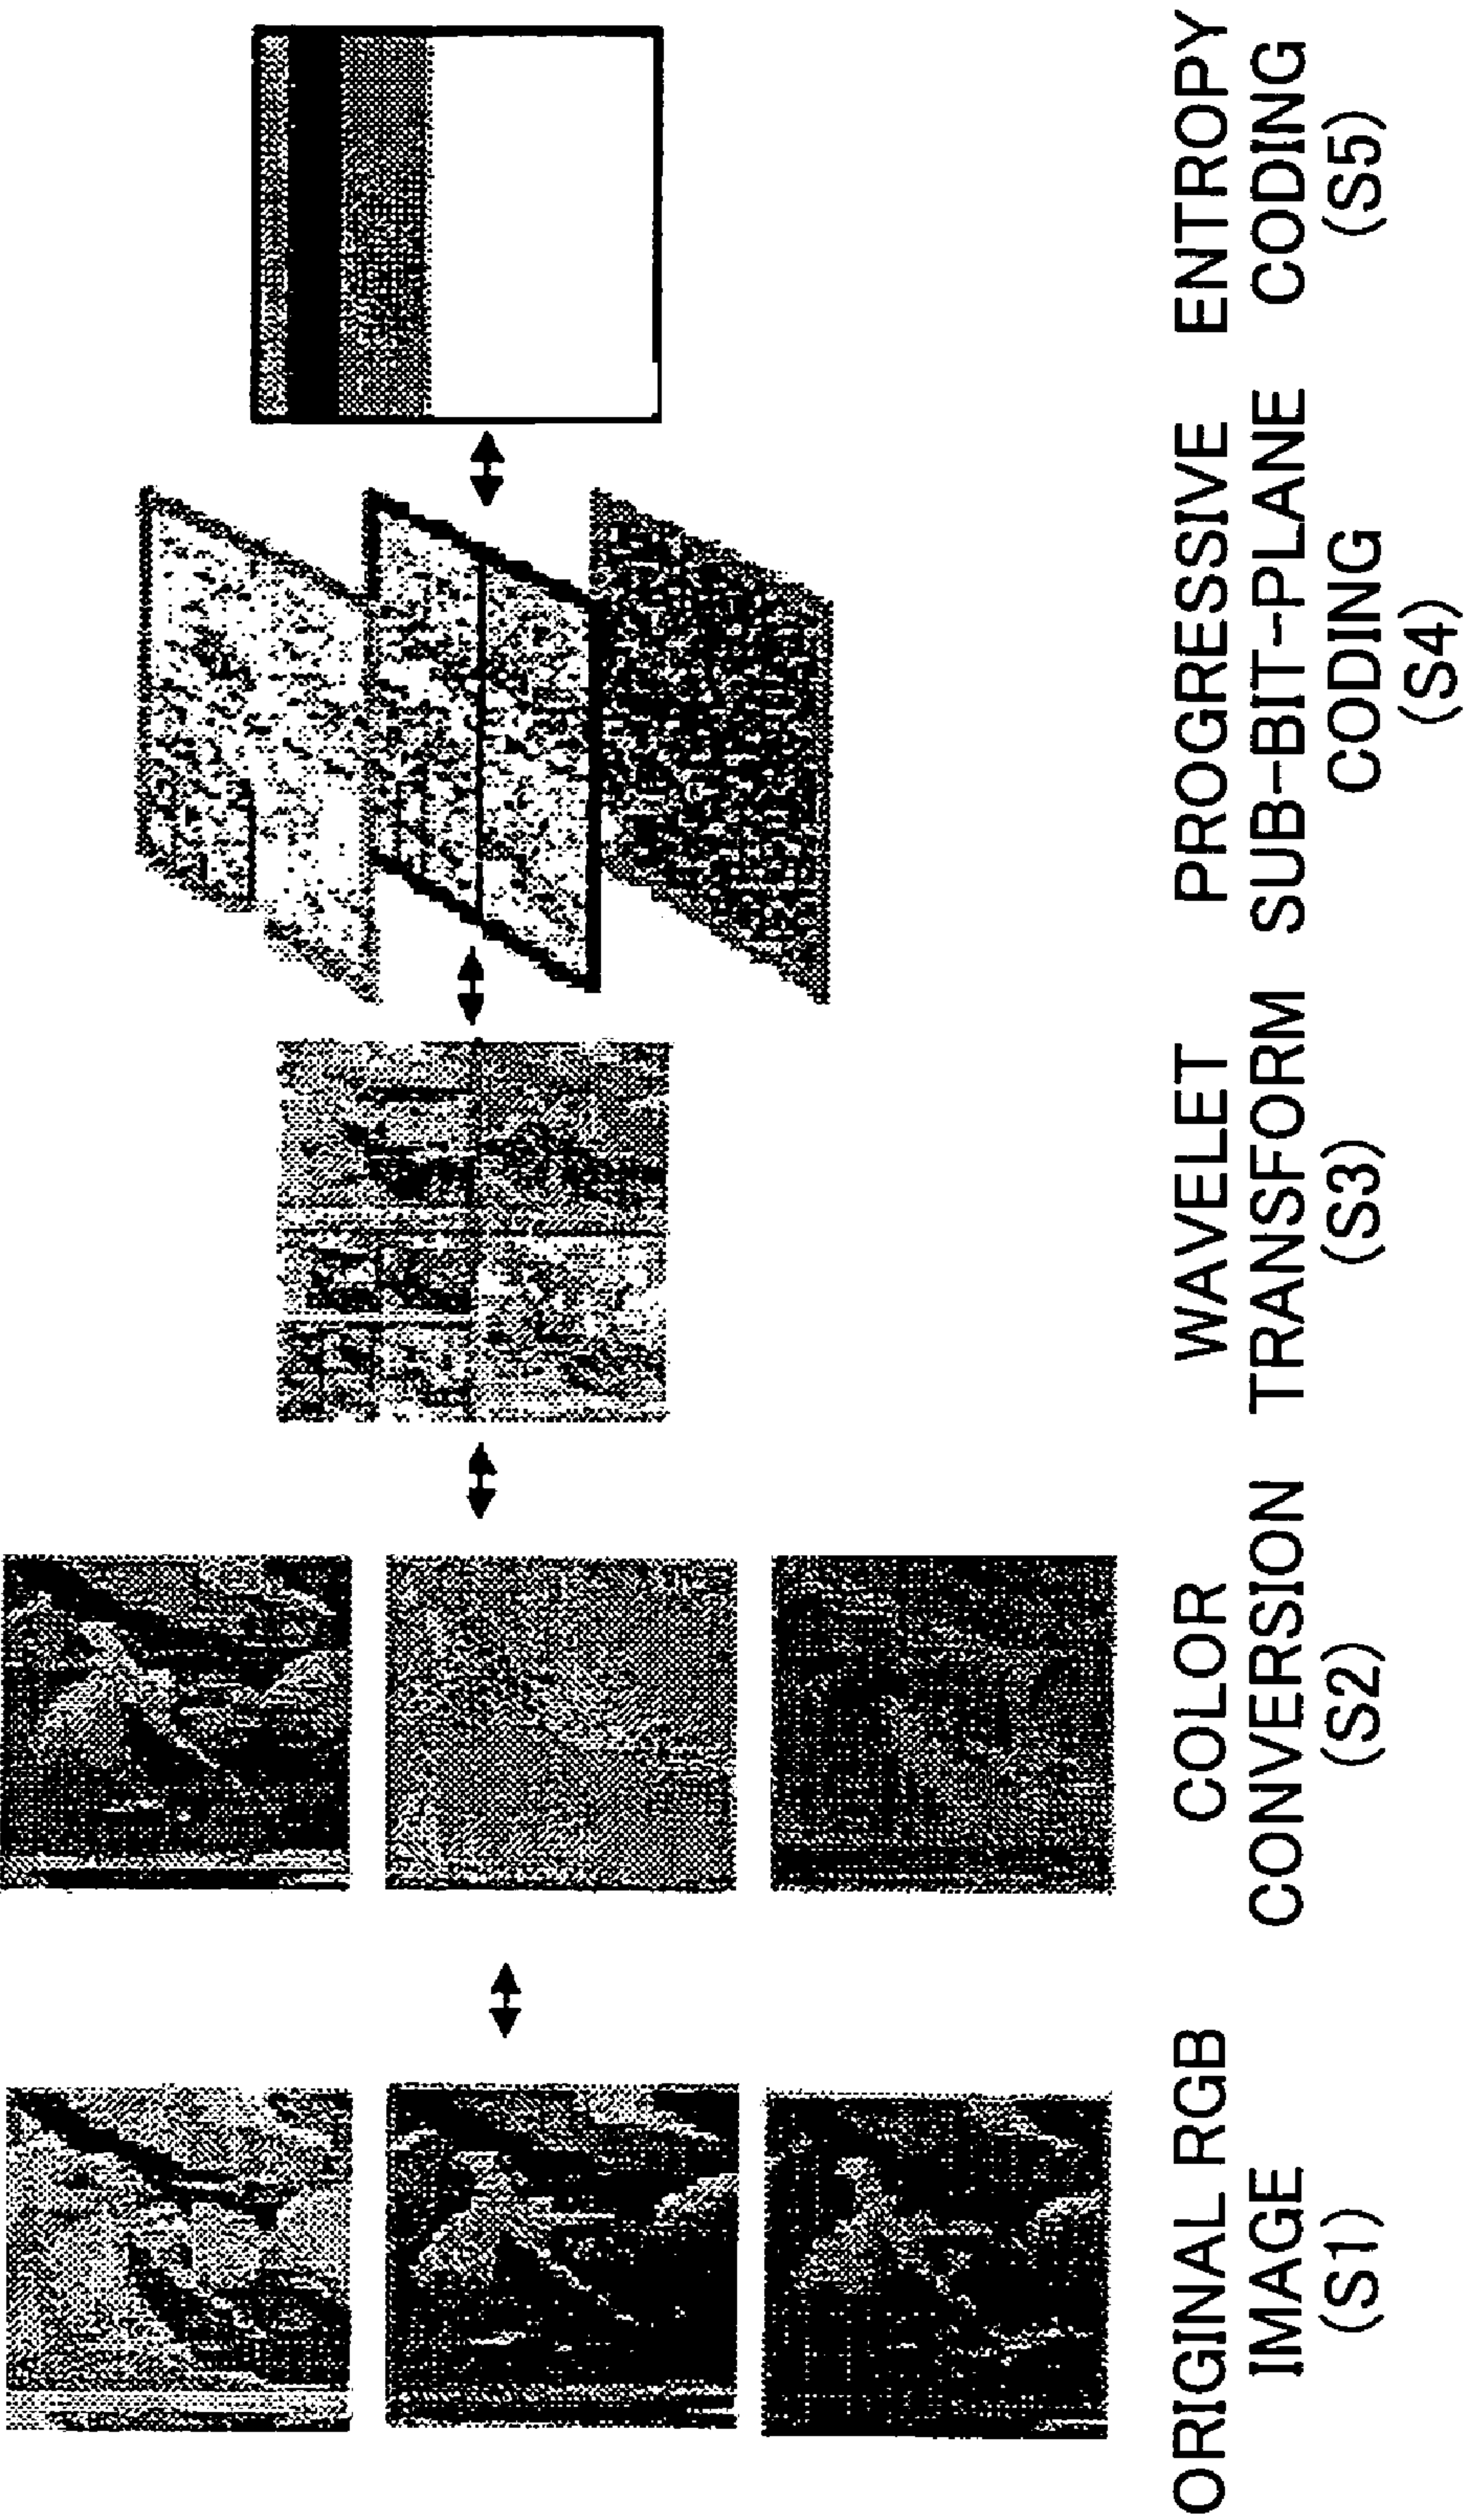 ORIGINAL RGB
IMAGE
(S1)
COLOR
CONVERSION
(S2)
WAVELET
TRANSFORM
(S3)
PROGRESSIVE
SUB-BIT-PLANE
CODING
(S4)
ENTROPY
CODING
(S5)